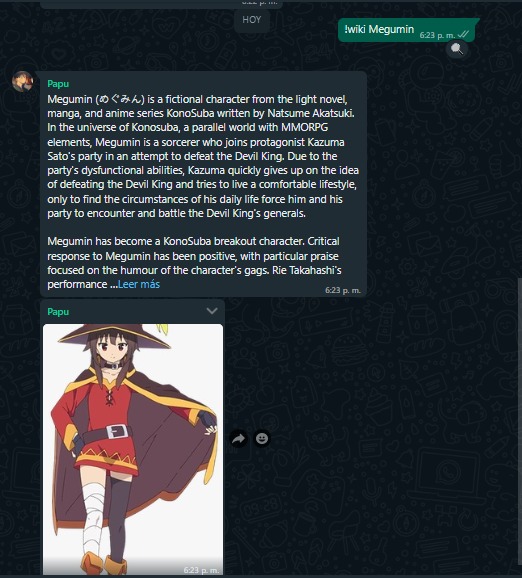 HOY
!wiki Megumin
6:23 p. m.
Papu
Megumin (めぐみん) is a fictional character from the light novel,
manga, and anime series KonoSuba written by Natsume Akatsuki.
In the universe of Konosuba, a parallel world with MMORPG
elements, Megumin is a sorcerer who joins protagonist Kazuma
Sato's party in an attempt to defeat the Devil King. Due to the
party's dysfunctional abilities, Kazuma quickly gives up on the idea
of defeating the Devil King and tries to live a comfortable lifestyle,
only to find the circumstances of his daily life force him and his
party to encounter and battle the Devil King's generals.
Megumin has become a KonoSuba breakout character. Critical
response to Megumin has been positive, with particular praise
focused on the humour of the character's gags. Rie Takahashi's
performance ...Leer más
6:23 p. m.
Papu
6:23 p. m.